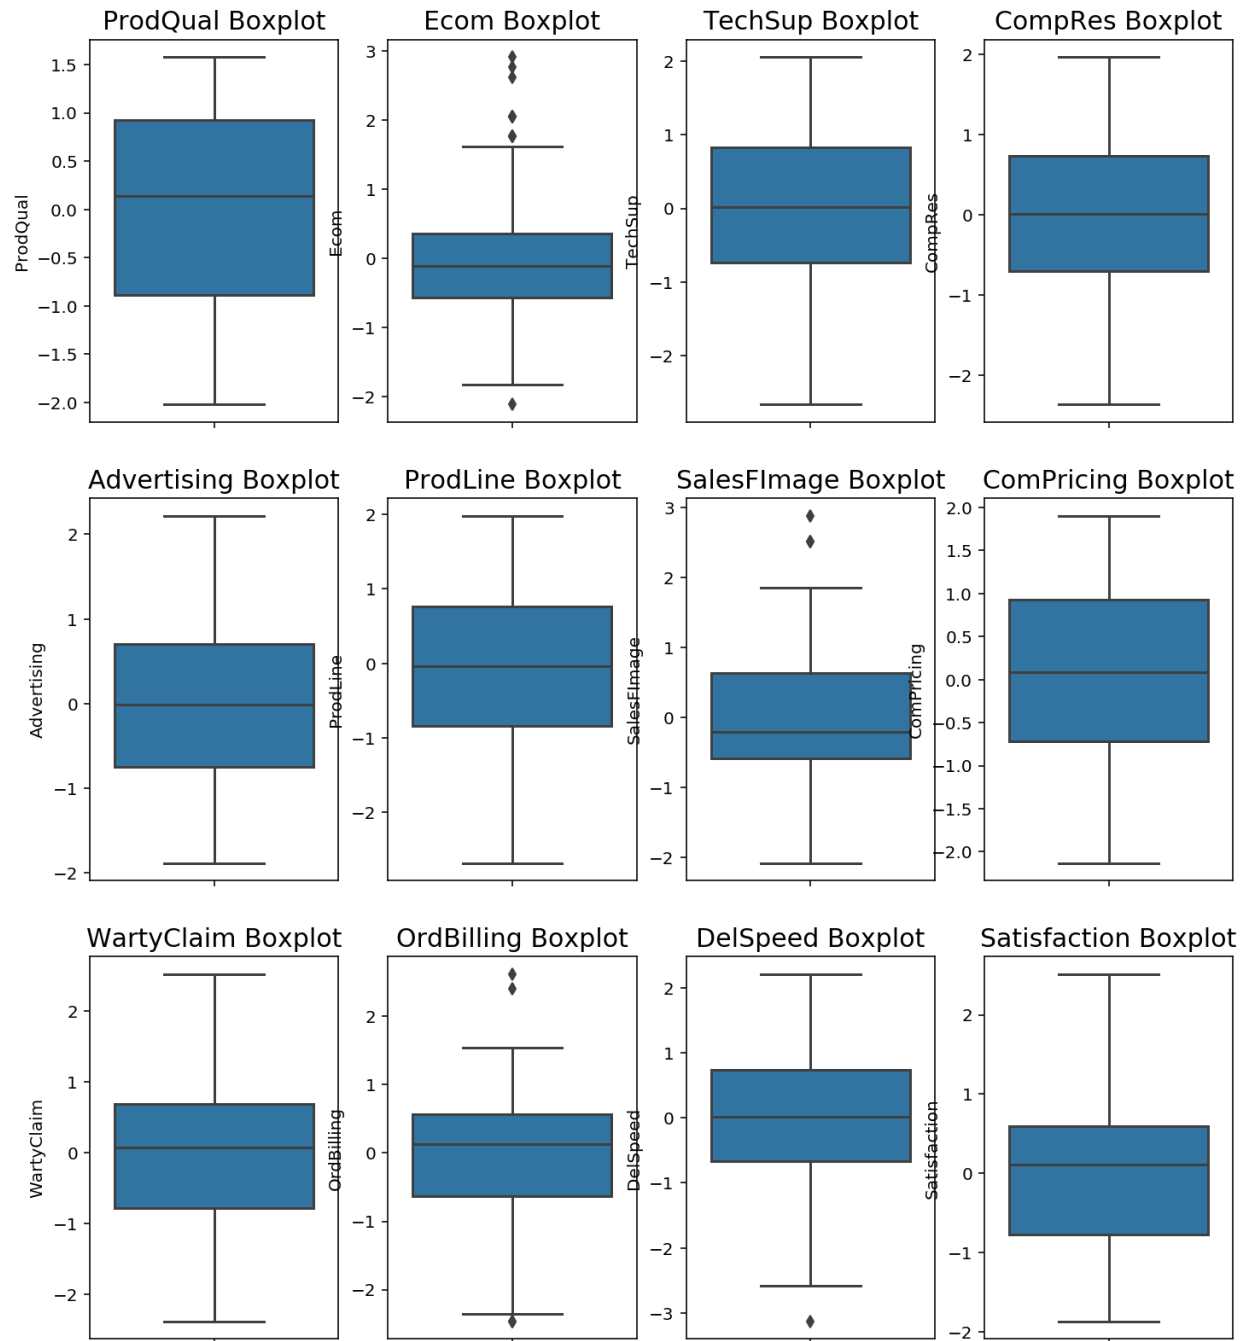 ProdQual Boxplot
Ecom Boxplot
TechSup Boxplot
CompRes Boxplot
ProdQual
1.5
1.0
0.5
0.0
−0.5
−1.0
−1.5
−2.0
Ecom
3
2
1
0
−1
−2
TechSup
2
1
0
−1
−2
CompRes
2
1
0
−1
−2
Advertising Boxplot
ProdLine Boxplot
SalesFImage Boxplot
ComPricing Boxplot
Advertising
2
1
0
−1
−2
ProdLine
2
1
0
−1
−2
SalesFImage
3
2
1
0
−1
−2
ComPricing
2.0
1.5
1.0
0.5
0.0
−0.5
−1.0
−1.5
−2.0
WartyClaim Boxplot
OrdBilling Boxplot
DelSpeed Boxplot
Satisfaction Boxplot
WartyClaim
2
1
0
−1
−2
OrdBilling
2
1
0
−1
−2
DelSpeed
2
1
0
−1
−2
−3
Satisfaction
2
1
0
−1
−2